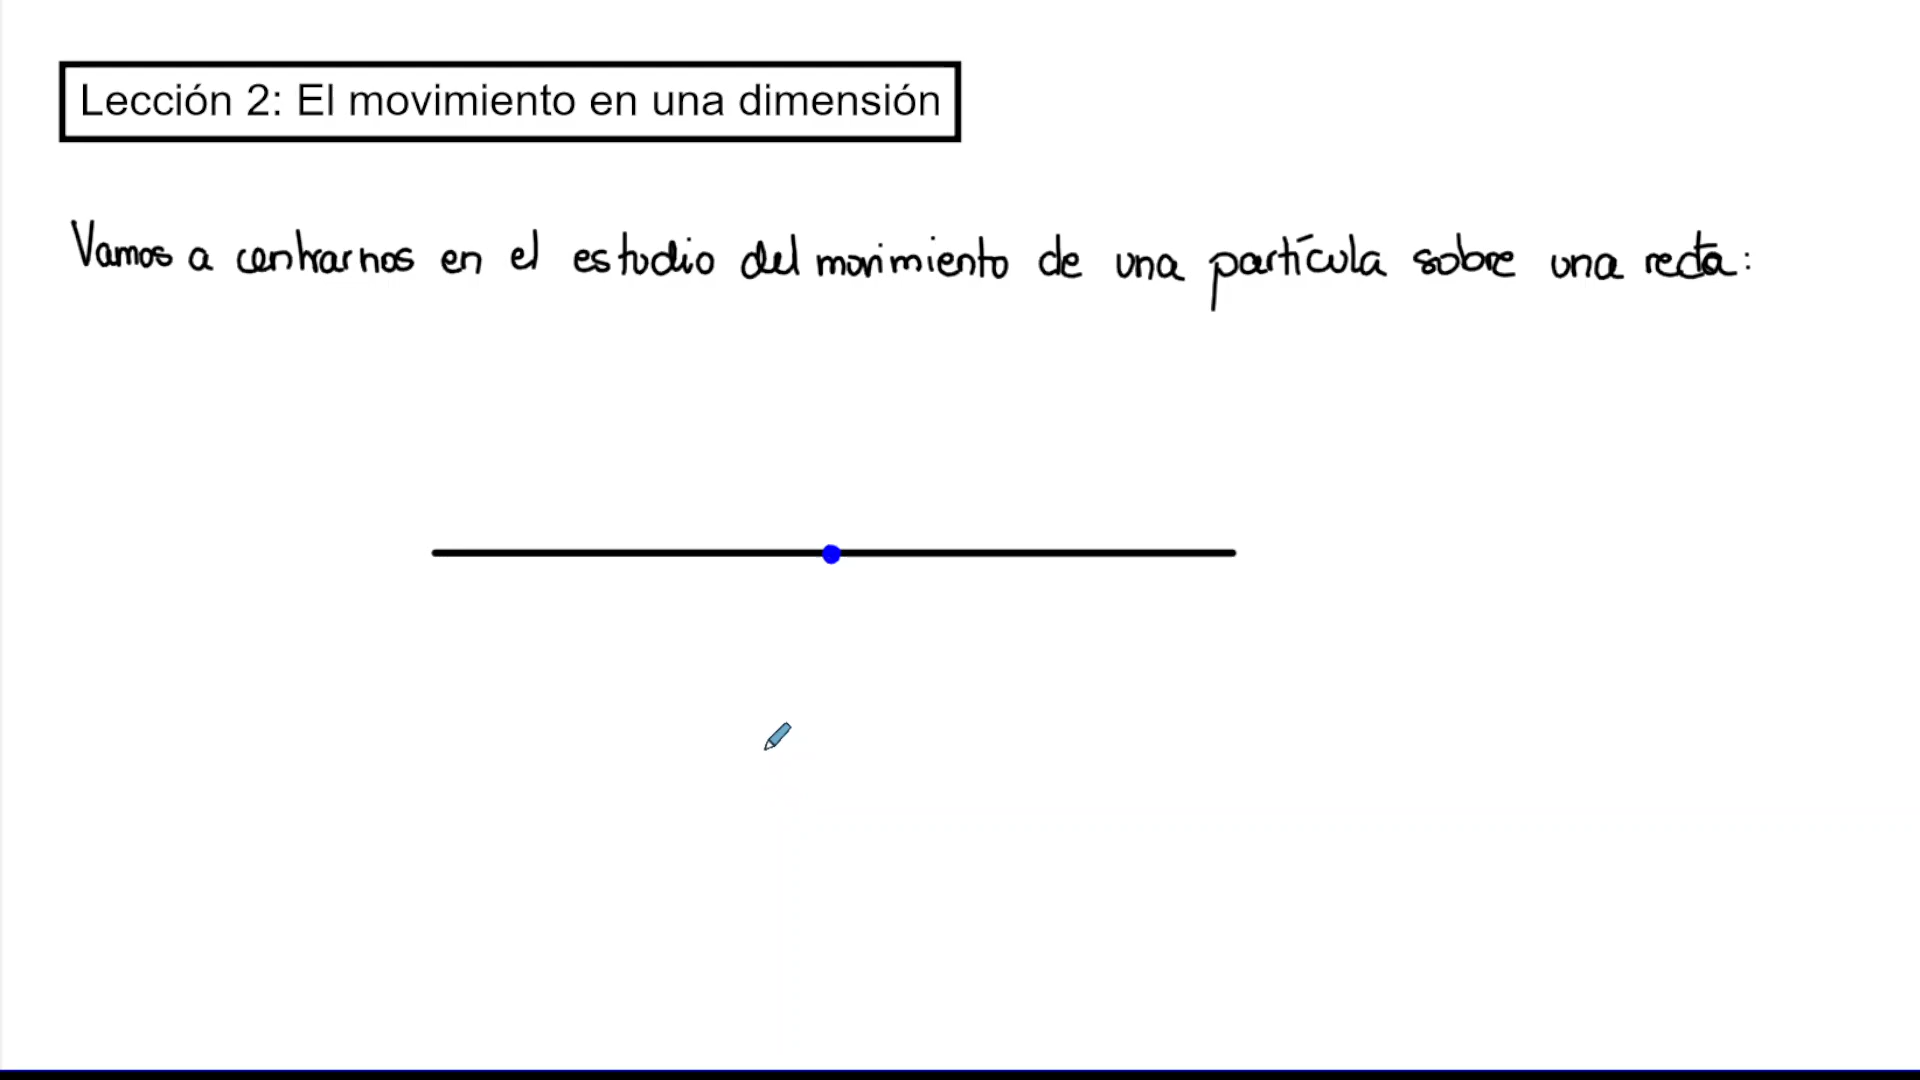 Lección 2: El movimiento en una dimensión
Vamos a centrarnos en el estudio del movimiento de una partícula sobre una recta: